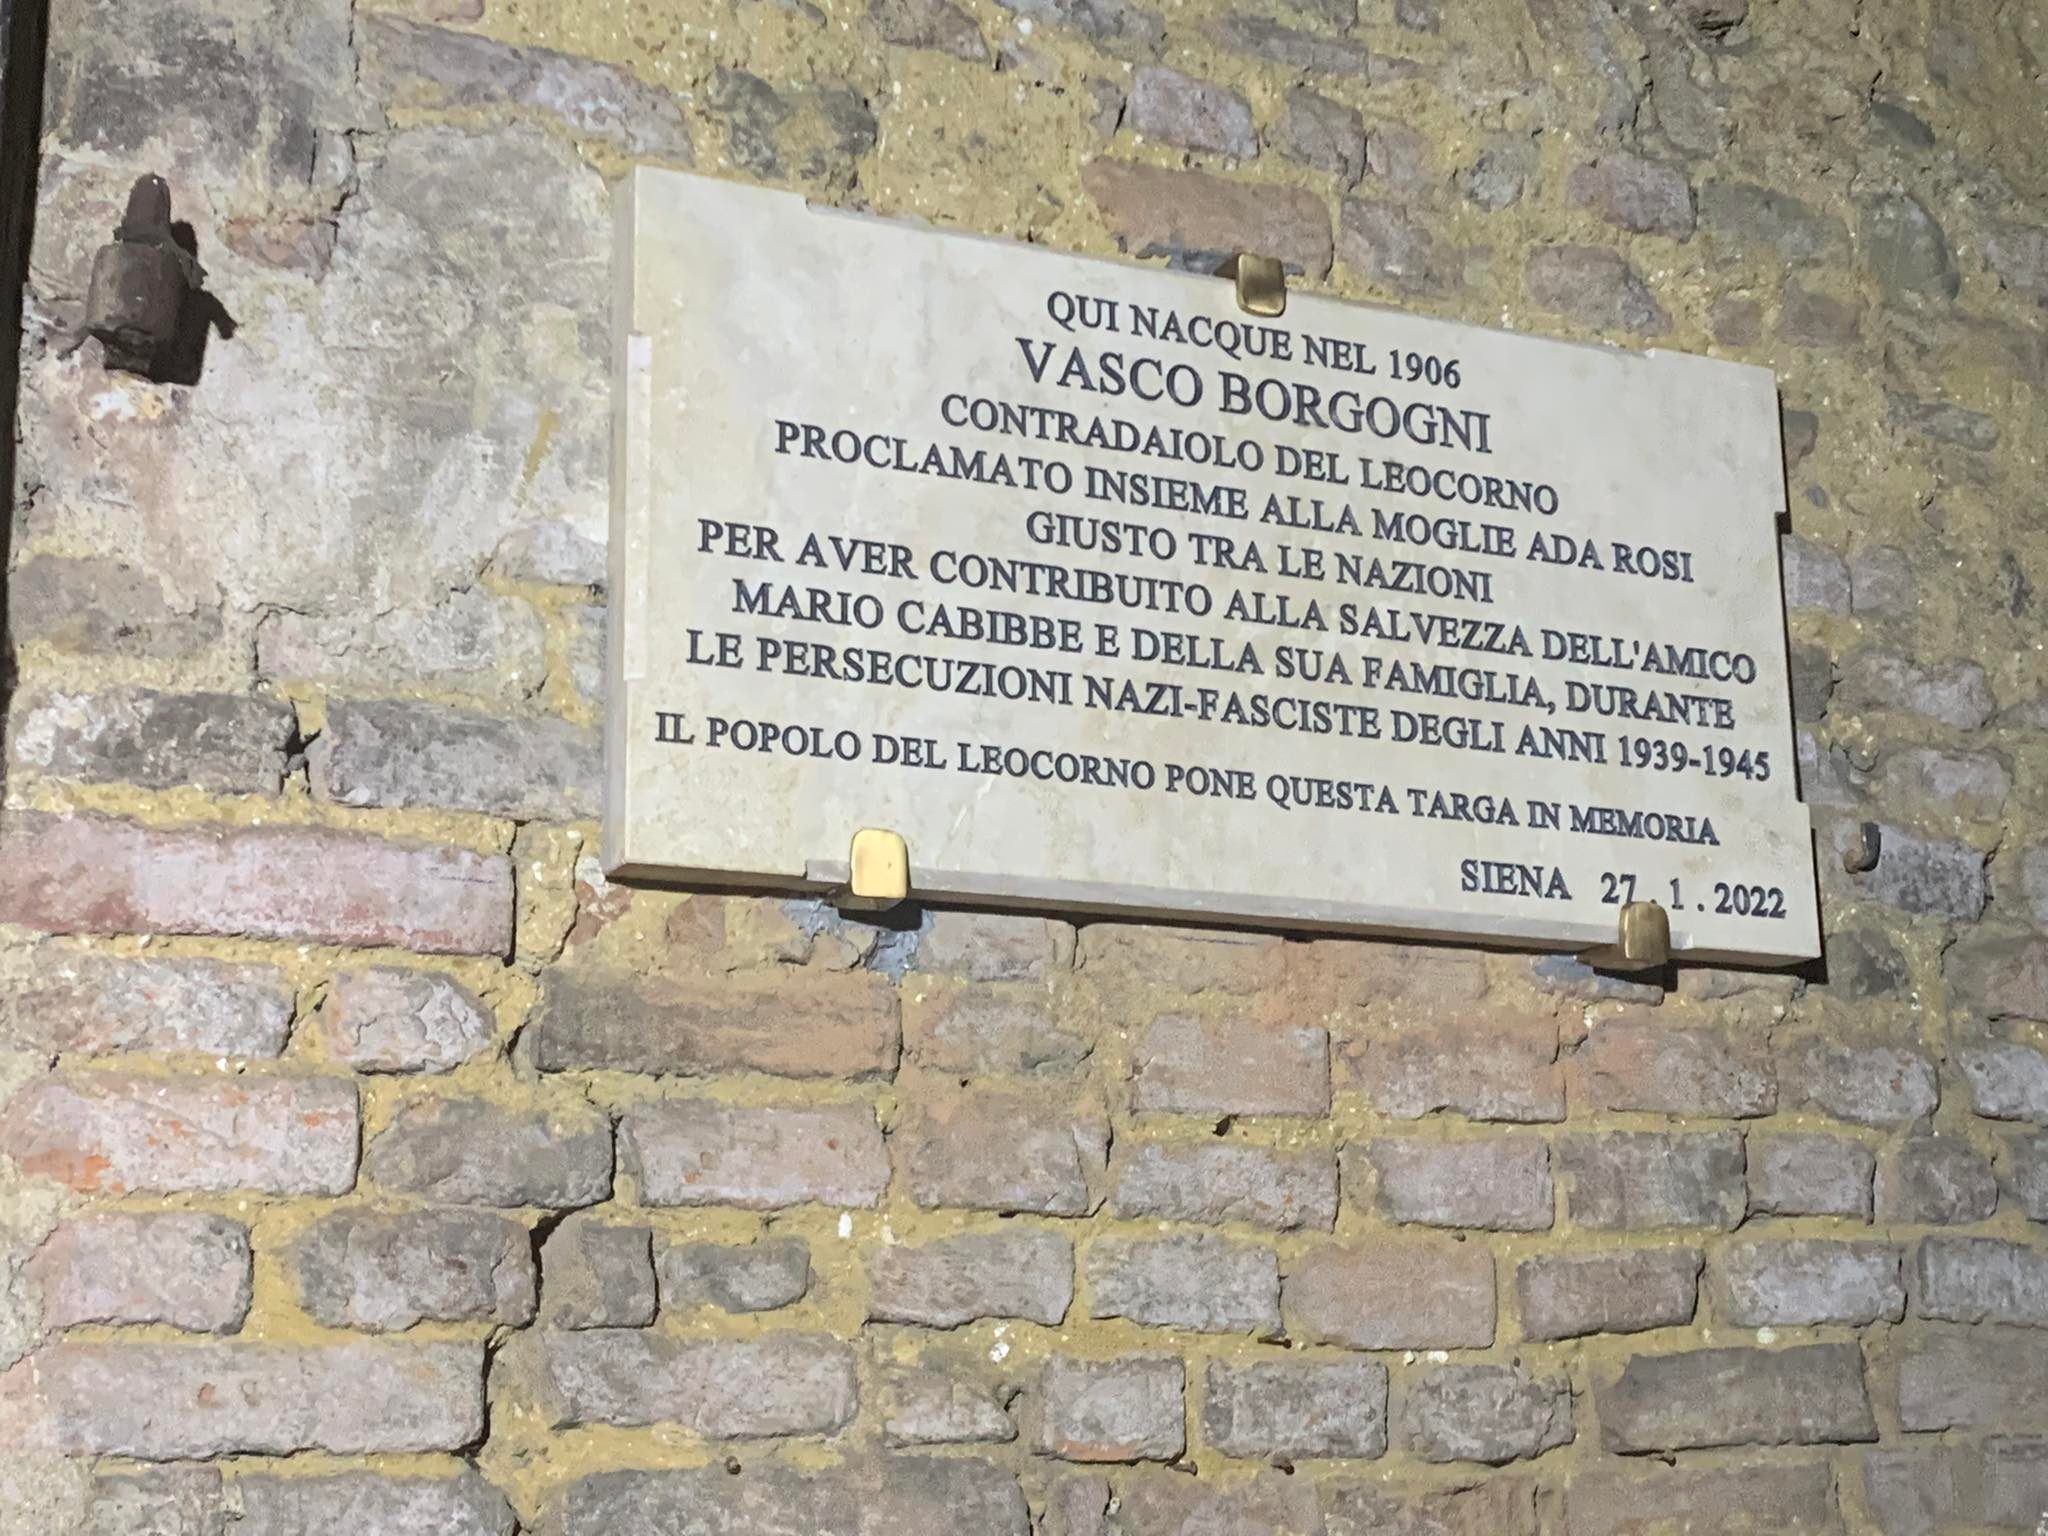 QUI NACQUE NEL 1906
VASCO BORGOGNI
CONTRADAIOLO DEL LEOCORNO
PROCLAMATO INSIEME ALLA MOGLIE ADA ROSI
GIUSTO TRA LE NAZIONI
PER AVER CONTRIBUITO ALLA SALVEZZA DELL'AMICO
MARIO CABIBBE E DELLA SUA FAMIGLIA, DURANTE
LE PERSECUZIONI NAZI-FASCISTE DEGLI ANNI 1939-1945
IL POPOLO DEL LEOCORNO PONE QUESTA TARGA IN MEMORIA
SIENA 27 . 1 . 2022